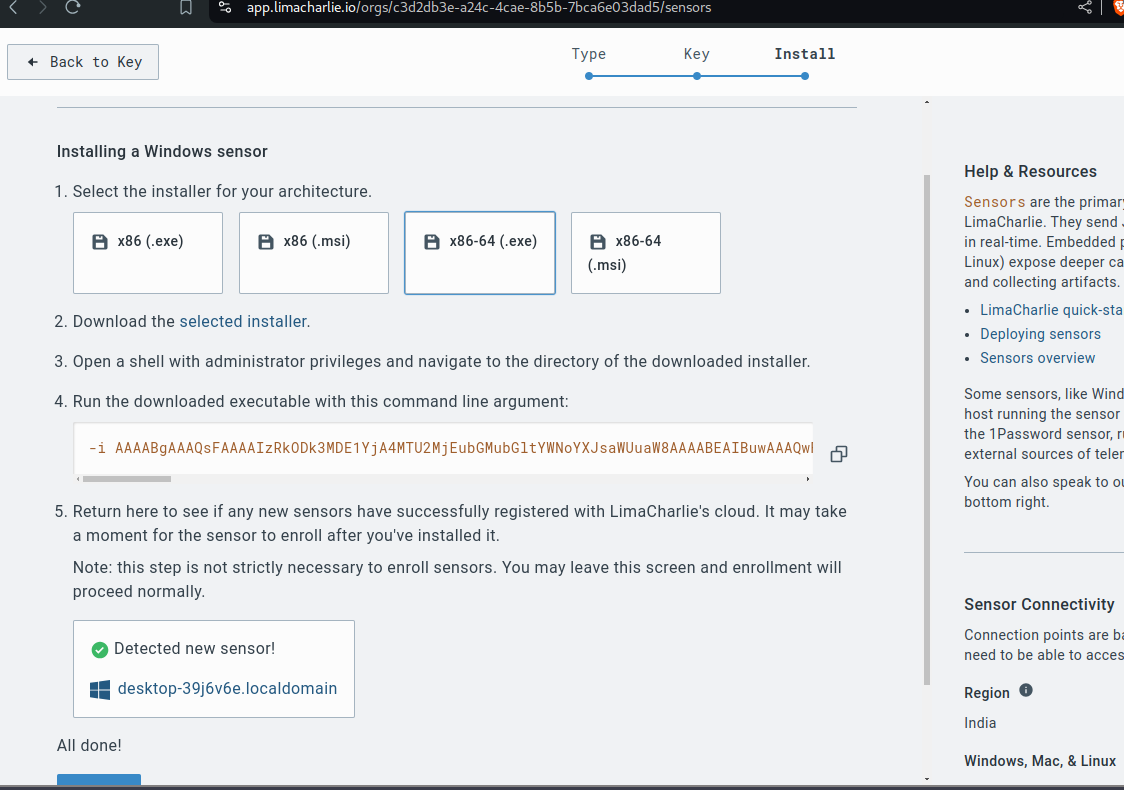 app.limacharlie.io/orgs/c3d2db3e-a24c-4cae-8b5b-7bca6e03dad5/sensors
Back to Key
Type
Key
Install
Installing a Windows sensor
1. Select the installer for your architecture.
x86 (.exe)
x86 (.msi)
x86-64 (.exe)
x86-64
(.msi)
2. Download the selected installer.
3. Open a shell with administrator privileges and navigate to the directory of the downloaded installer.
4. Run the downloaded executable with this command line argument:
-i AAAABgAAAQsFAAAAIzRkODk3MDE1YjA4MTU2MjEubGMubGltYWNoYXJsaWUuaW8AAAABEAIBuwAAAQw
5. Return here to see if any new sensors have successfully registered with LimaCharlie's cloud. It may take
a moment for the sensor to enroll after you've installed it.
Note: this step is not strictly necessary to enroll sensors. You may leave this screen and enrollment will
proceed normally.
Detected new sensor!
desktop-39j6v6e.localdomain
All done!
Help & Resources
Sensors are the primary
LimaCharlie. They send
in real-time. Embedded
Linux) expose deeper ca
and collecting artifacts.
LimaCharlie quick-sta
Deploying sensors
Sensors overview
Some sensors, like Wind
host running the sensor
the 1Password sensor, r
external sources of teler
You can also speak to ou
bottom right.
Sensor Connectivity
Connection points are ba
need to be able to acces
Region
India
Windows, Mac, & Linux